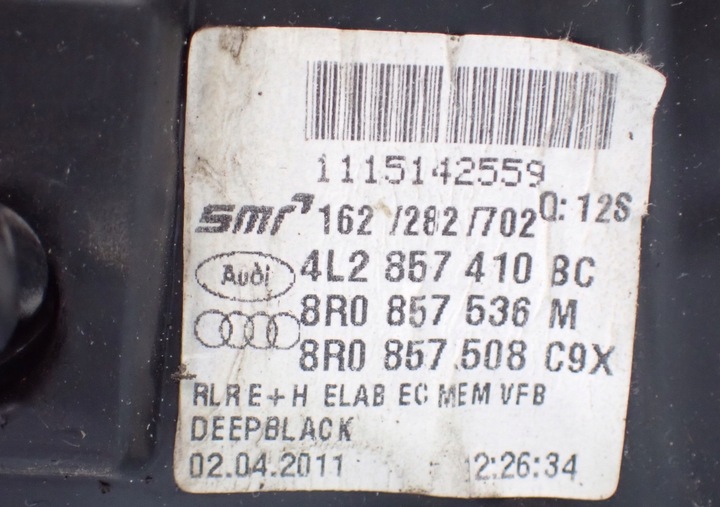 1115142559
smr 162 /282 /702 Q: 12S
Audi 4L2 857 410 BC
8R0 857 536 M
8R0 857.508 C9X
RLR E+H ELAB EC MEM VFB
DEEPBLACK
02.04.2011 2:26:34